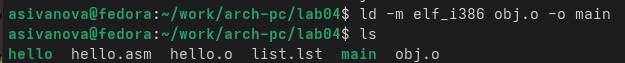 asivanova@fedora:~/work/arch-pc/lab04$ ld -m elf_i386 obj.o -o main
asivanova@fedora:~/work/arch-pc/lab04$ ls
hello  hello.asm  hello.o  list.lst  main  obj.o